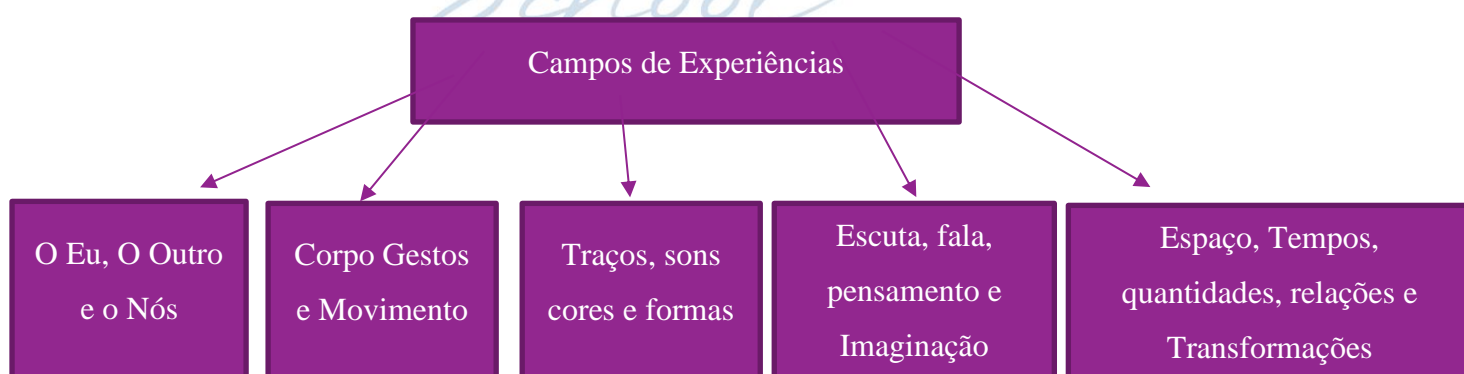 School
Campos de Experiências
O Eu, O Outro
e o Nós
Corpo Gestos
e Movimento
Traços, sons
cores e formas
Escuta, fala,
pensamento e
Imaginação
Espaço, Tempos,
quantidades, relações e
Transformações